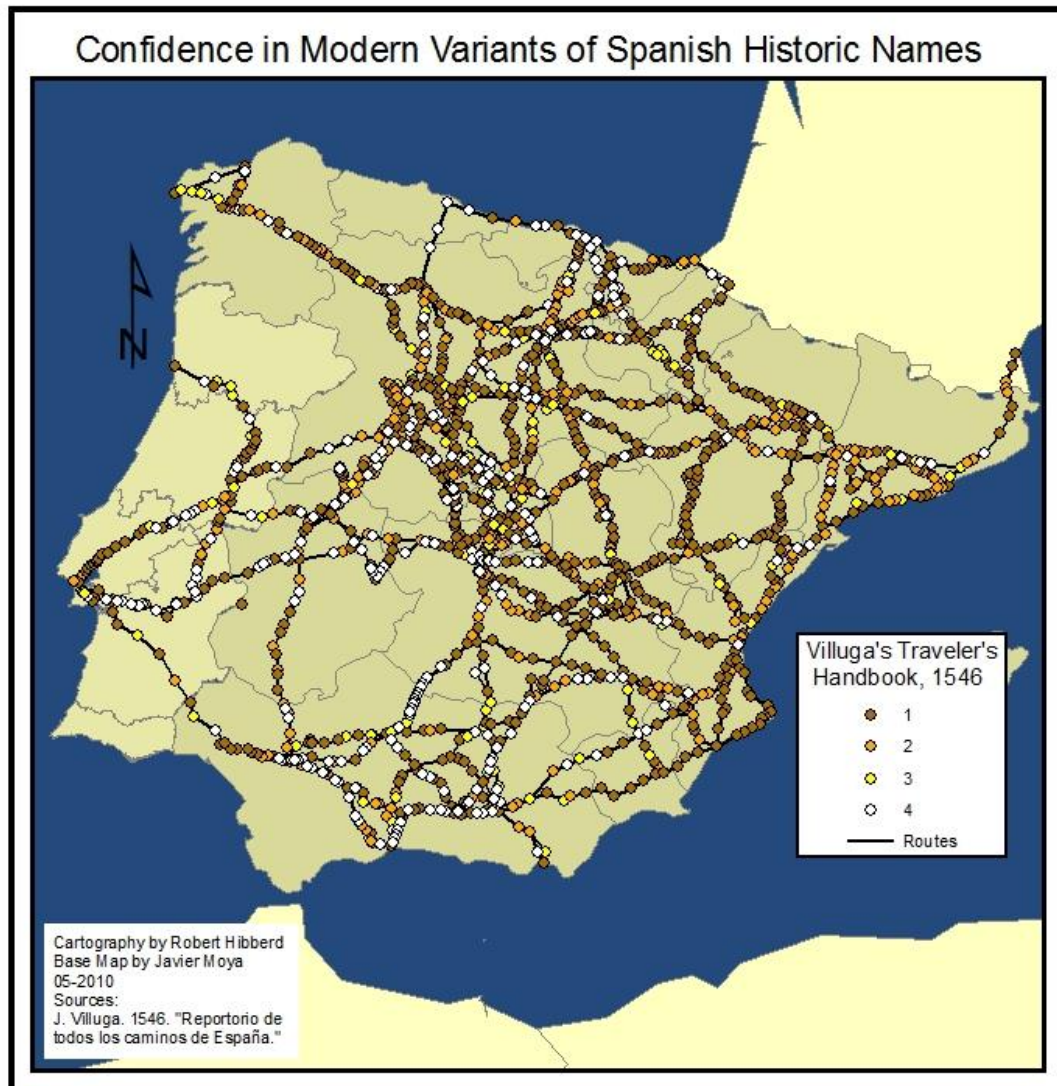 Confidence in Modern Variants of Spanish Historic Names
N
Villuga's Traveler's
Handbook, 1546
1
2
3
4
Routes
Cartography by Robert Hibberd
Base Map by Javier Moya
05-2010
Sources:
J. Villuga. 1546. "Reportorio de
todos los caminos de España."